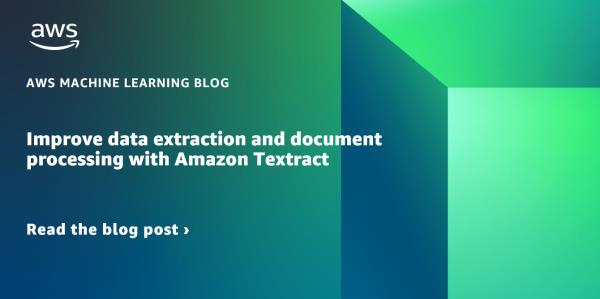 aws
AWS MACHINE LEARNING BLOG
Improve data extraction and document
processing with Amazon Textract
Read the blog post ›